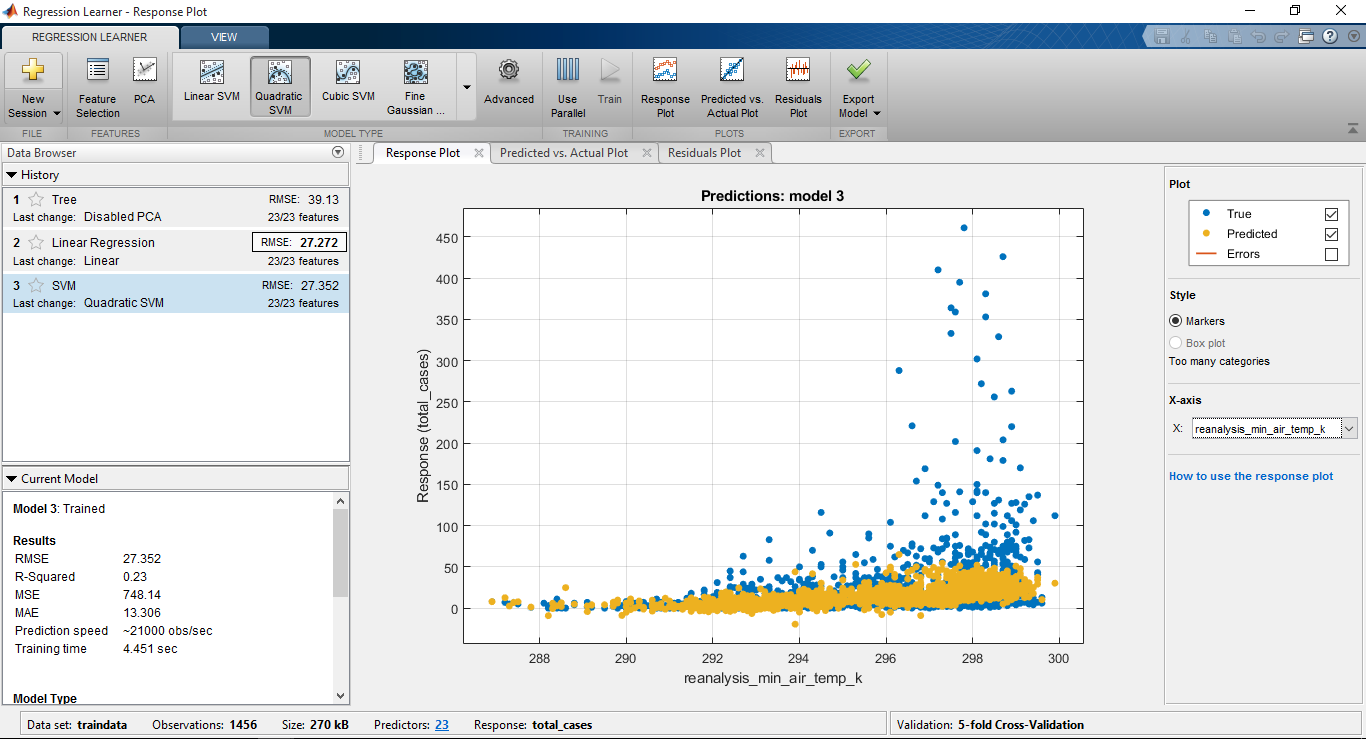 Regression Learner - Response Plot
REGRESSION LEARNER VIEW
New Session
Feature Selection
PCA
Linear SVM
Quadratic SVM
Cubic SVM
Fine Gaussian ...
Advanced
Use Parallel
Train
Response Plot
Predicted vs. Actual Plot
Residuals Plot
Export Model
FILE FEATURES MODEL TYPE TRAINING PLOTS EXPORT
Data Browser
History
1 Tree RMSE: 39.13
Last change: Disabled PCA 23/23 features
2 Linear Regression RMSE: 27.272
Last change: Linear 23/23 features
3 SVM RMSE: 27.352
Last change: Quadratic SVM 23/23 features
Current Model
Model 3: Trained
Results
RMSE 27.352
R-Squared 0.23
MSE 748.14
MAE 13.306
Prediction speed ~21000 obs/sec
Training time 4.451 sec
Model Type
Response Plot Predicted vs. Actual Plot Residuals Plot
Predictions: model 3
450
400
350
300
250
200
150
100
50
0
Response (total_cases)
288 290 292 294 296 298 300
reanalysis_min_air_temp_k
Plot
True
Predicted
Errors
Style
Markers
Box plot
Too many categories
X-axis
X: reanalysis_min_air_temp_k
How to use the response plot
Data set: traindata Observations: 1456 Size: 270 kB Predictors: 23 Response: total_cases
Validation: 5-fold Cross-Validation